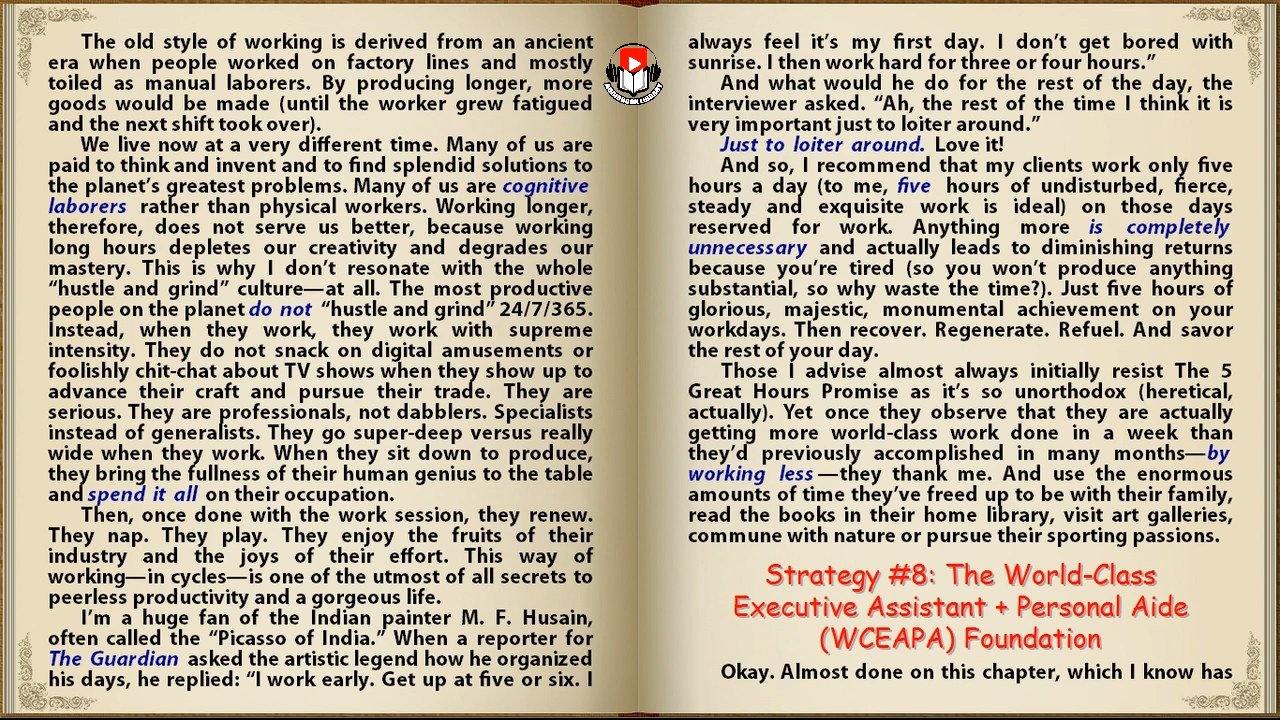 The old style of working is derived from an ancient
era when people worked on factory lines and mostly
toiled as manual laborers. By producing longer, more
goods would be made (until the worker grew fatigued
and the next shift took over).
We live now at a very different time. Many of us are
paid to think and invent and to find splendid solutions to
the planet’s greatest problems. Many of us are cognitive
laborers rather than physical workers. Working longer,
therefore, does not serve us better, because working
long hours depletes our creativity and degrades our
mastery. This is why I don’t resonate with the whole
“hustle and grind” culture—at all. The most productive
people on the planet do not “hustle and grind” 24/7/365.
Instead, when they work, they work with supreme
intensity. They do not snack on digital amusements or
foolishly chit-chat about TV shows when they show up to
advance their craft and pursue their trade. They are
serious. They are professionals, not dabblers. Specialists
instead of generalists. They go super-deep versus really
wide when they work. When they sit down to produce,
they bring the fullness of their human genius to the table
and spend it all on their occupation.
Then, once done with the work session, they renew.
They nap. They play. They enjoy the fruits of their
industry and the joys of their effort. This way of
working—in cycles—is one of the utmost of all secrets to
peerless productivity and a gorgeous life.
I’m a huge fan of the Indian painter M. F. Husain,
often called the “Picasso of India.” When a reporter for
The Guardian asked the artistic legend how he organized
his days, he replied: “I work early. Get up at five or six. I
always feel it’s my first day. I don’t get bored with
sunrise. I then work hard for three or four hours.”
And what would he do for the rest of the day, the
interviewer asked. “Ah, the rest of the time I think it is
very important just to loiter around.”
Just to loiter around. Love it!
And so, I recommend that my clients work only five
hours a day (to me, five hours of undisturbed, fierce,
steady and exquisite work is ideal) on those days
reserved for work. Anything more is completely
unnecessary and actually leads to diminishing returns
because you’re tired (so you won’t produce anything
substantial, so why waste the time?). Just five hours of
glorious, majestic, monumental achievement on your
workdays. Then recover. Regenerate. Refuel. And savor
the rest of your day.
Those I advise almost always initially resist The 5
Great Hours Promise as it’s so unorthodox (heretical,
actually). Yet once they observe that they are actually
getting more world-class work done in a week than
they’d previously accomplished in many months—by
working less—they thank me. And use the enormous
amounts of time they’ve freed up to be with their family,
read the books in their home library, visit art galleries,
commune with nature or pursue their sporting passions.
Strategy #8: The World-Class
Executive Assistant + Personal Aide
(WCEAPA) Foundation
Okay. Almost done on this chapter, which I know has